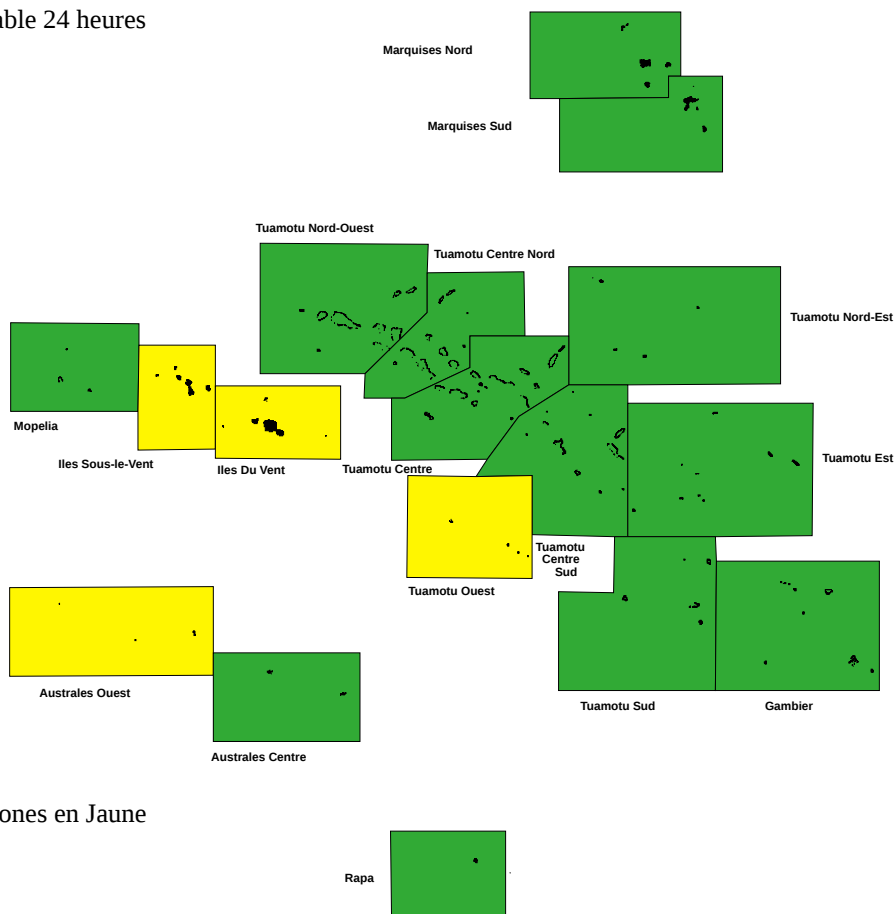 ble 24 heures
Marquises Nord
Marquises Sud
Tuamotu Nord-Ouest
Tuamotu Centre Nord
Tuamotu Nord-Est
Mopelia
Iles Sous-le-Vent
Iles Du Vent
Tuamotu Centre
Tuamotu Est
Tuamotu
Centre
Sud
Tuamotu Ouest
Australes Ouest
Tuamotu Sud
Gambier
Australes Centre
ones en Jaune
Rapa